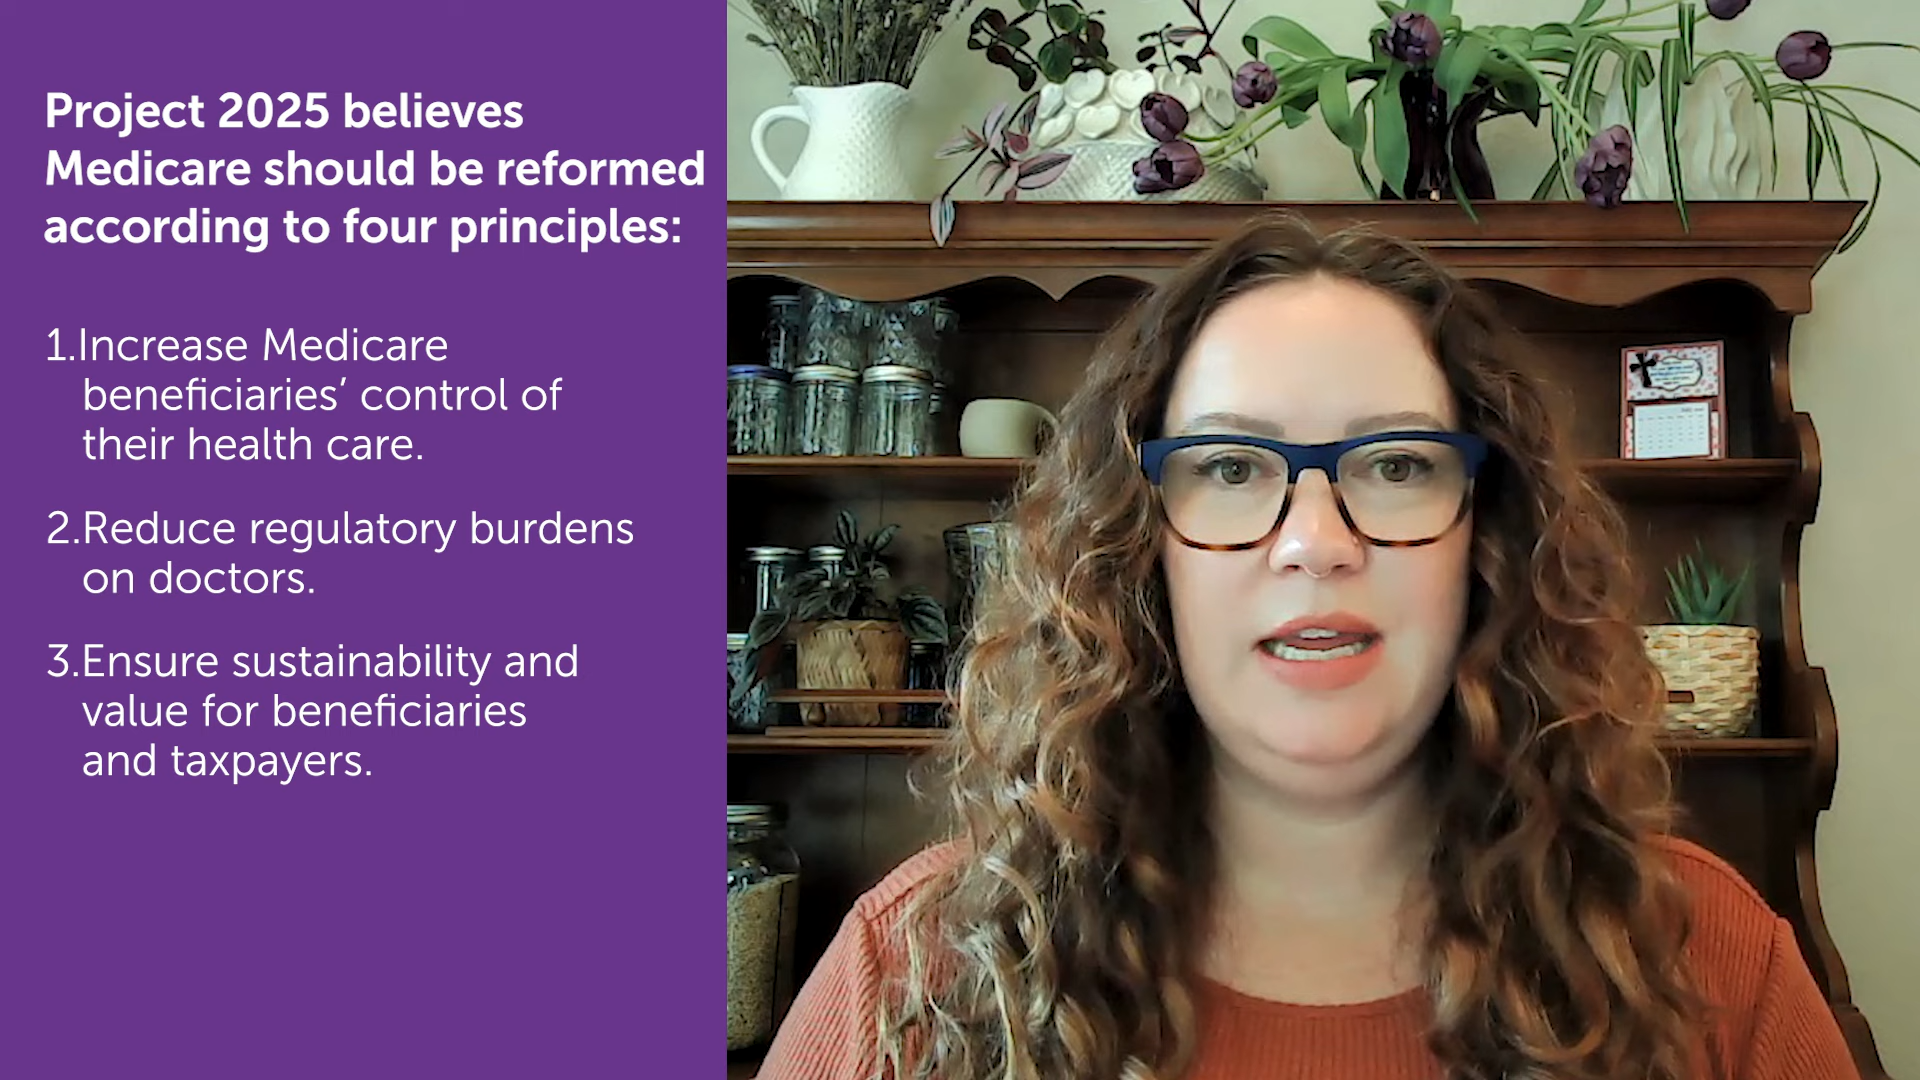 Project 2025 believes
Medicare should be reformed
according to four principles:
1.Increase Medicare
beneficiaries’ control of
their health care.
2.Reduce regulatory burdens
on doctors.
3.Ensure sustainability and
value for beneficiaries
and taxpayers.